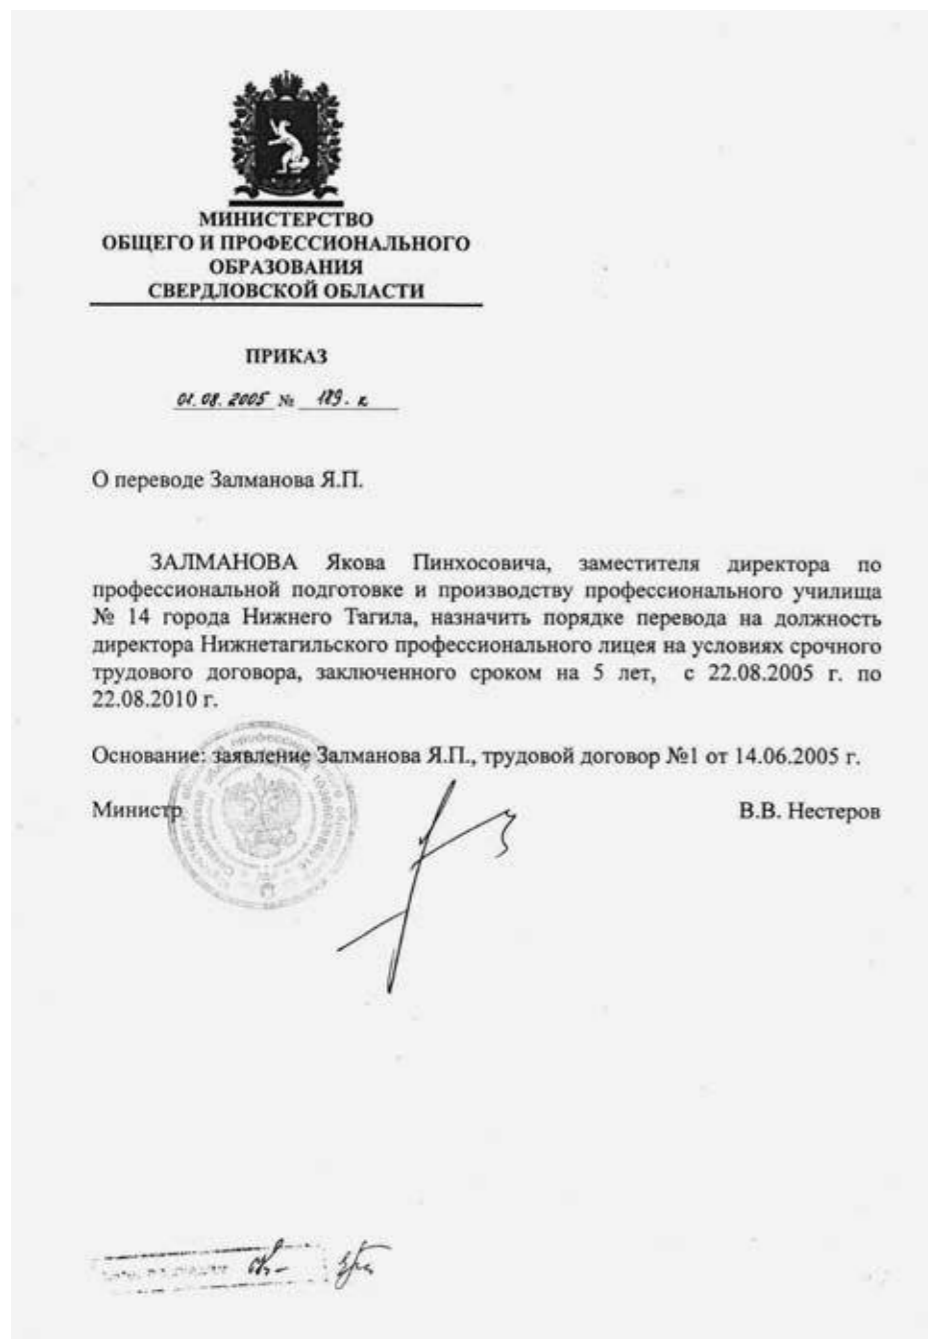 МИНИСТЕРСТВО
ОБЩЕГО И ПРОФЕССИОНАЛЬНОГО
ОБРАЗОВАНИЯ
СВЕРДЛОВСКОЙ ОБЛАСТИ
ПРИКАЗ
01.08.2005 № 189-к
О переводе Залманова Я.П.
ЗАЛМАНОВА Якова Пинхосовича, заместителя директора по
профессиональной подготовке и производству профессионального училища
№ 14 города Нижнего Тагила, назначить порядке перевода на должность
директора Нижнетагильского профессионального лицея на условиях срочного
трудового договора, заключенного сроком на 5 лет, с 22.08.2005 г. по
22.08.2010 г.
Основание: заявление Залманова Я.П., трудовой договор №1 от 14.06.2005 г.
Министр В.В. Нестеров